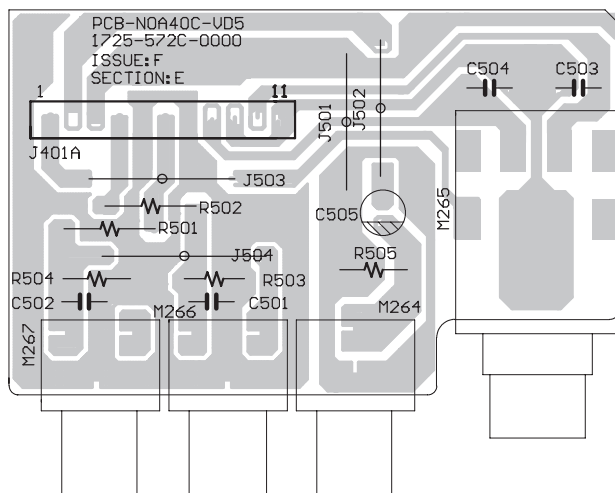 PCB-N0A40C-VD5
1725-572C-0000
ISSUE:F
SECTION:E
1
11
J401A
J501
J502
C504
C503
J503
R502
R501
C505
M265
J504
R505
R504
R503
C502
M266
C501
M264
M267